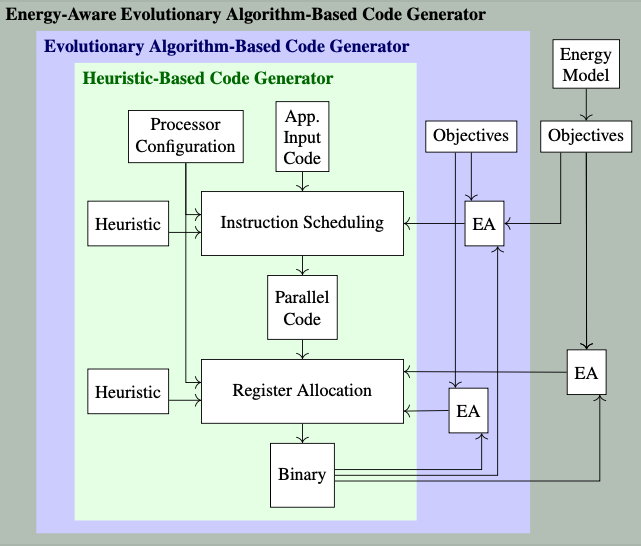 Energy-Aware Evolutionary Algorithm-Based Code Generator
Evolutionary Algorithm-Based Code Generator
Heuristic-Based Code Generator
Energy
Model
Processor
Configuration
App.
Input
Code
Objectives
Objectives
Heuristic
Instruction Scheduling
EA
Parallel
Code
Heuristic
Register Allocation
EA
EA
Binary